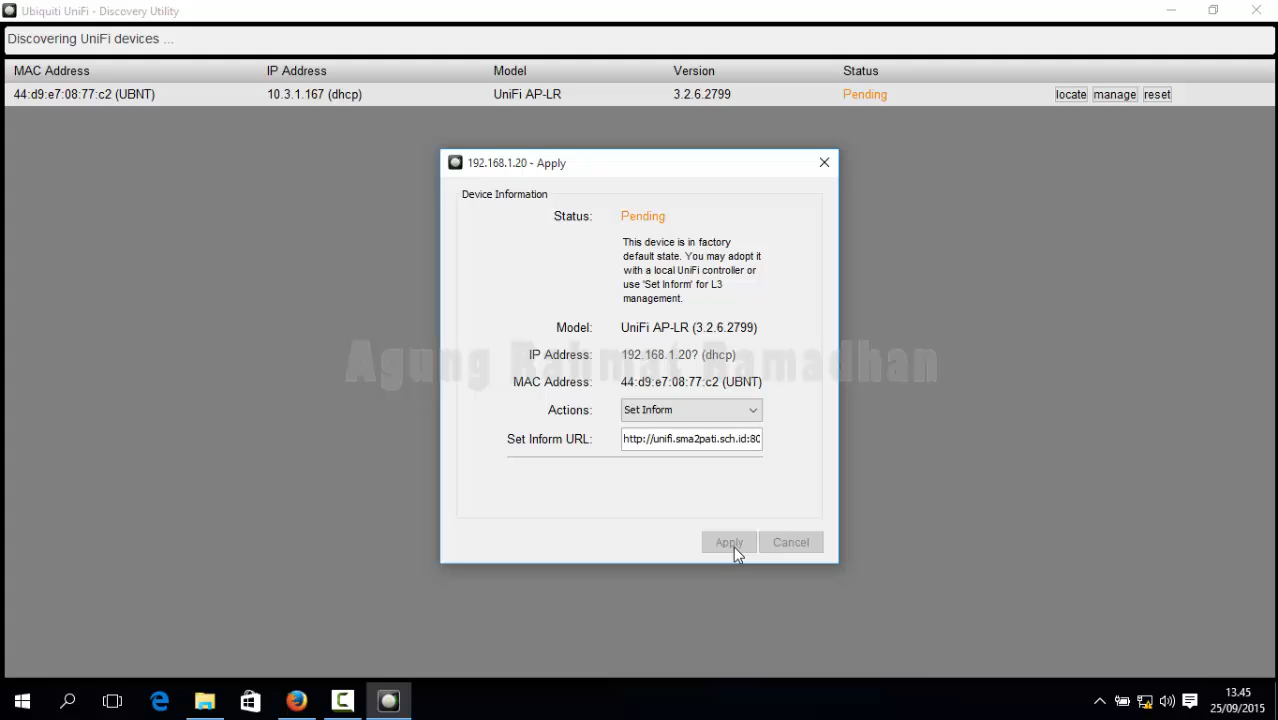 Ubiquiti UniFi - Discovery Utility
Discovering UniFi devices ...
MAC Address IP Address Model Version Status
44:d9:e7:08:77:c2 (UBNT) 10.3.1.167 (dhcp) UniFi AP-LR 3.2.6.2799 Pending locate manage reset
192.168.1.20 - Apply
Device Information
Status: Pending
This device is in factory
default state. You may adopt it
with a local UniFi controller or
use 'Set Inform' for L3
management.
Model: UniFi AP-LR (3.2.6.2799)
IP Address: 192.168.1.20? (dhcp)
Agung Rahmat Ramadhan
MAC Address: 44:d9:e7:08:77:c2 (UBNT)
Actions: Set Inform
Set Inform URL: http://unifi.sma2pati.sch.id:80
Apply Cancel
13.45
25/09/2015